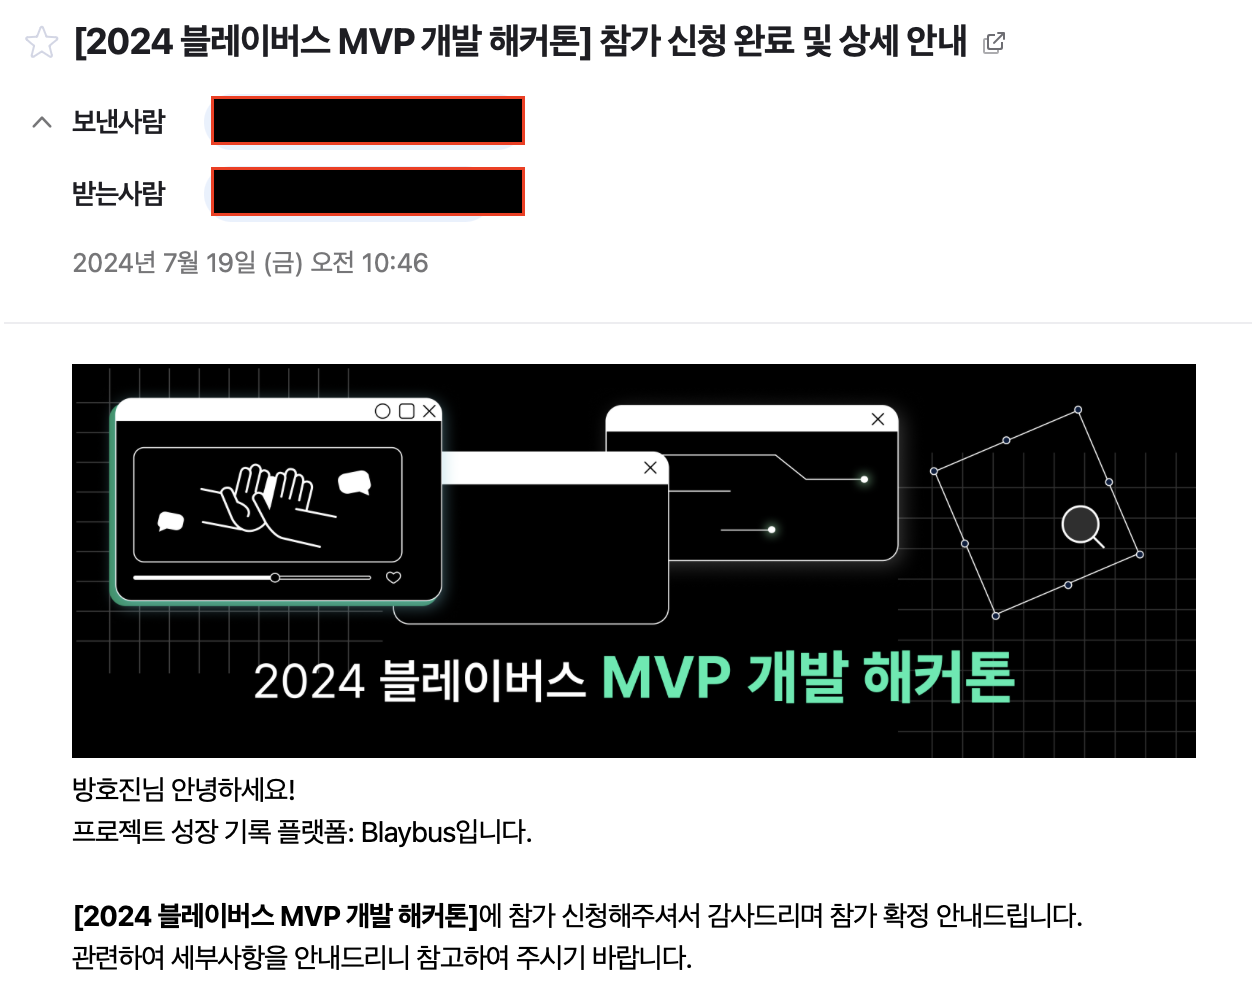 [2024 블레이버스 MVP 개발 해커톤] 참가 신청 완료 및 상세 안내
보낸사람
받는사람
2024년 7월 19일 (금) 오전 10:46
2024 블레이버스 MVP 개발 해커톤
방호진님 안녕하세요!
프로젝트 성장 기록 플랫폼: Blaybus입니다.
[2024 블레이버스 MVP 개발 해커톤]에 참가 신청해주셔서 감사드리며 참가 확정 안내드립니다.
관련하여 세부사항을 안내드리니 참고하여 주시기 바랍니다.